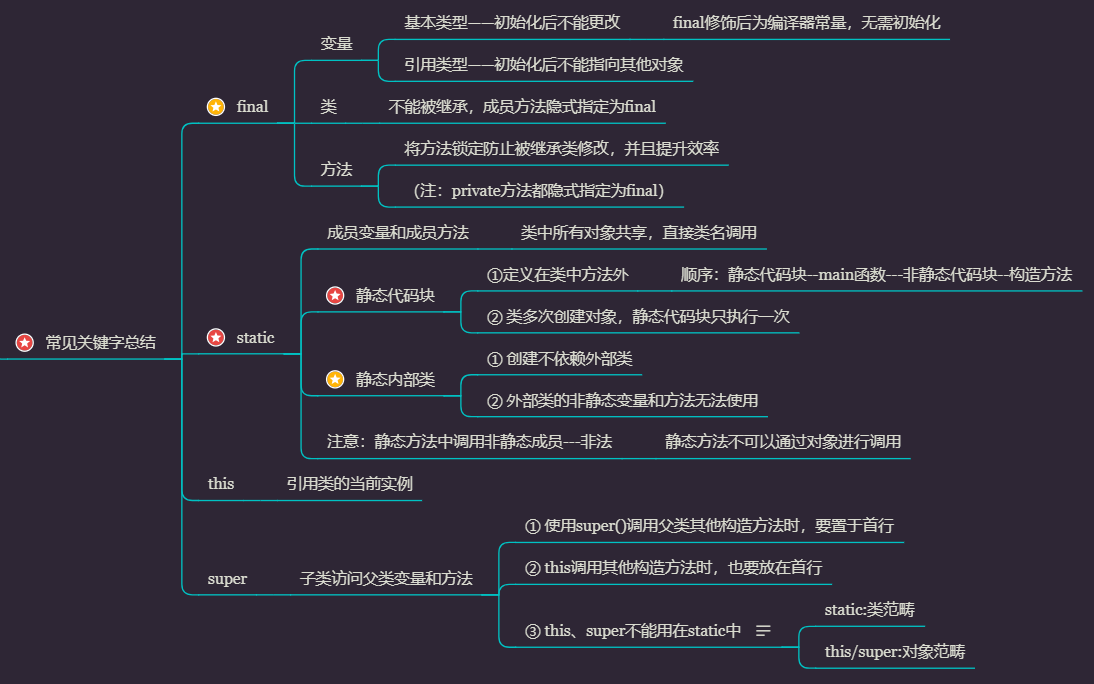 常见关键字总结
final
变量
基本类型——初始化后不能更改
final修饰后为编译器常量，无需初始化
引用类型——初始化后不能指向其他对象
类
不能被继承，成员方法隐式指定为final
方法
将方法锁定防止被继承类修改，并且提升效率
（注：private方法都隐式指定为final）
static
成员变量和成员方法
类中所有对象共享，直接类名调用
静态代码块
①定义在类中方法外
顺序：静态代码块--main函数---非静态代码块--构造方法
② 类多次创建对象，静态代码块只执行一次
静态内部类
① 创建不依赖外部类
② 外部类的非静态变量和方法无法使用
注意：静态方法中调用非静态成员---非法
静态方法不可以通过对象进行调用
this
引用类的当前实例
super
子类访问父类变量和方法
① 使用super()调用父类其他构造方法时，要置于首行
② this调用其他构造方法时，也要放在首行
③ this、super不能用在static中
static:类范畴
this/super:对象范畴